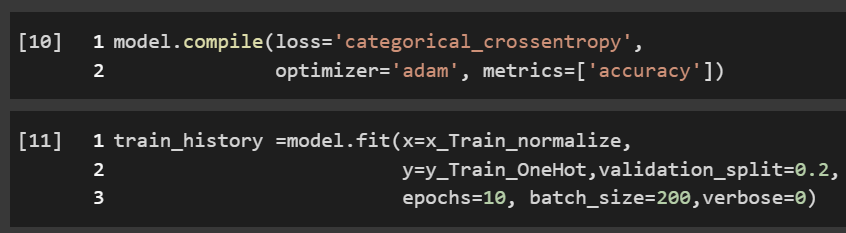 [10] 1 model.compile(loss='categorical_crossentropy',
2 optimizer='adam', metrics=['accuracy'])
[11] 1 train_history =model.fit(x=x_Train_normalize,
2 y=y_Train_OneHot,validation_split=0.2,
3 epochs=10, batch_size=200,verbose=0)